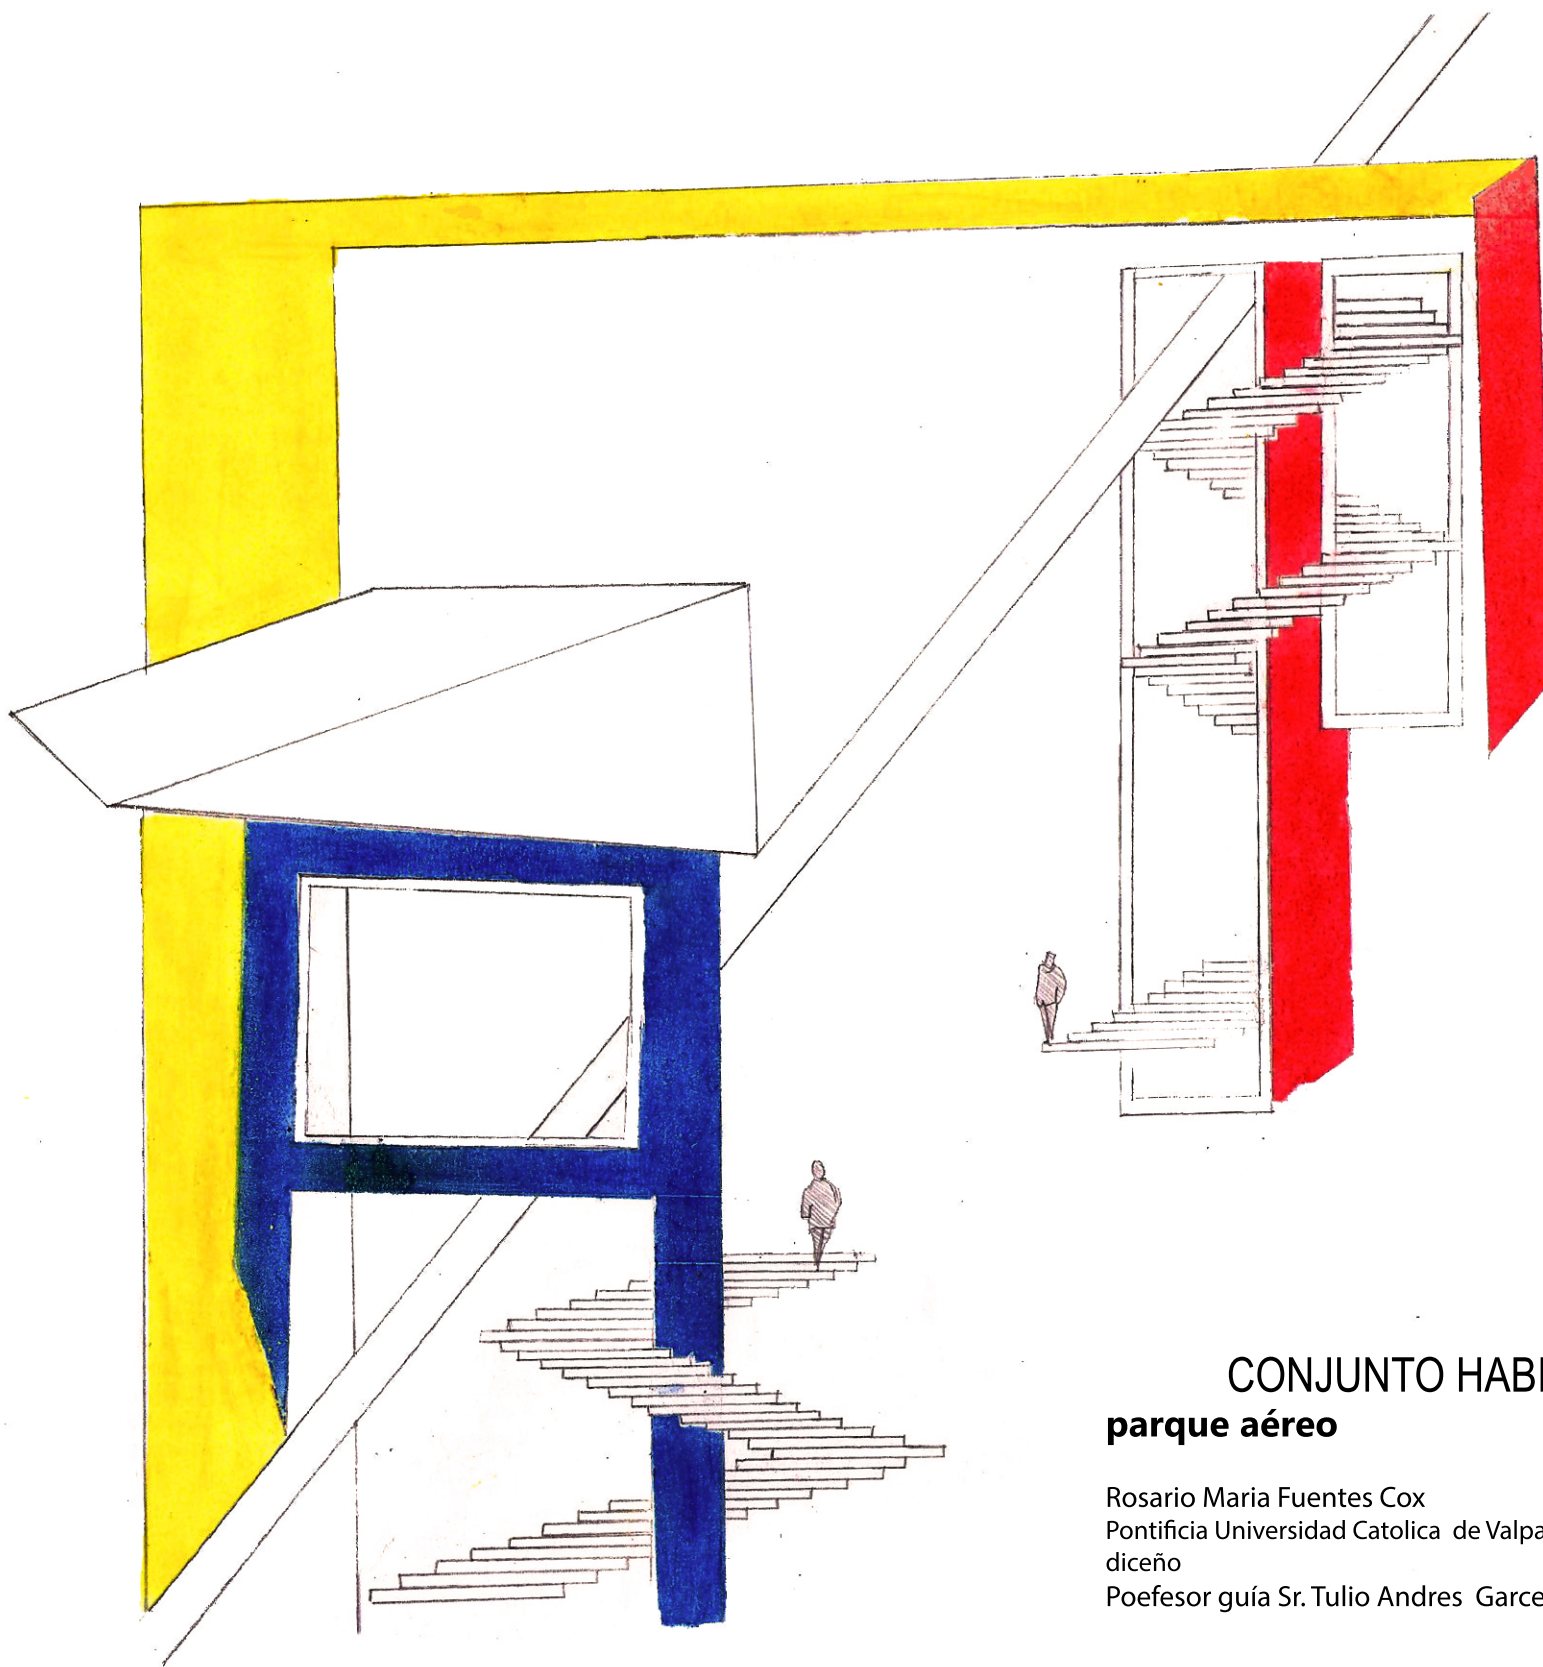 CONJUNTO HABI
parque aéreo
Rosario Maria Fuentes Cox
Pontificia Universidad Catolica de Valpa
diceño
Poefesor guía Sr. Tulio Andres Garce